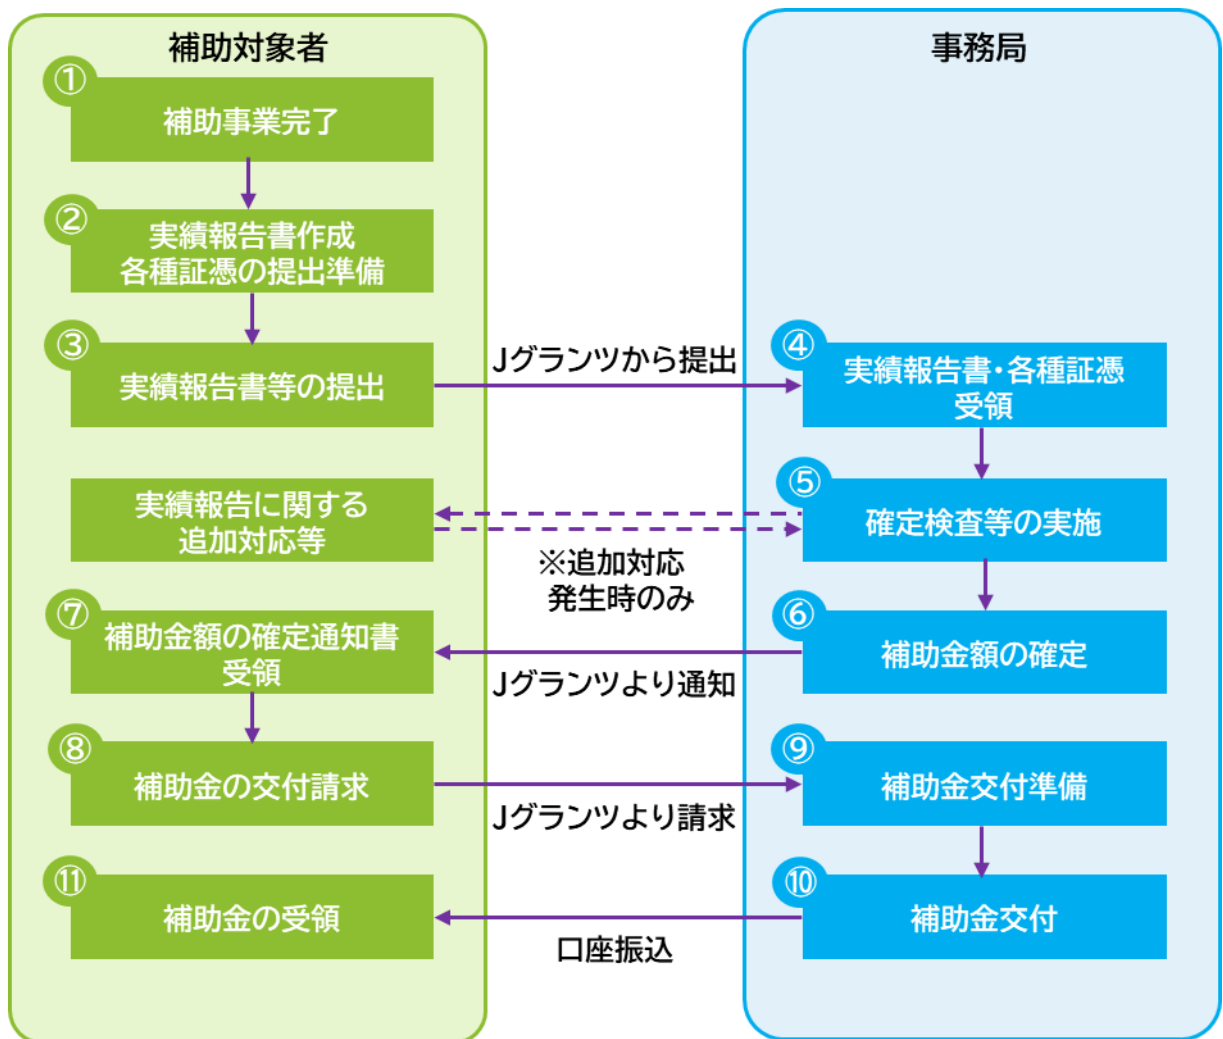 補助対象者
事務局
①
補助事業完了
②
実績報告書作成
各種証憑の提出準備
③
実績報告書等の提出
Jグランツから提出
④
実績報告書・各種証憑
受領
実績報告に関する
追加対応等
※追加対応
発生時のみ
⑤
確定検査等の実施
⑥
補助金額の確定
Jグランツより通知
⑦
補助金額の確定通知書
受領
⑧
補助金の交付請求
Jグランツより請求
⑨
補助金交付準備
⑩
補助金交付
口座振込
⑪
補助金の受領